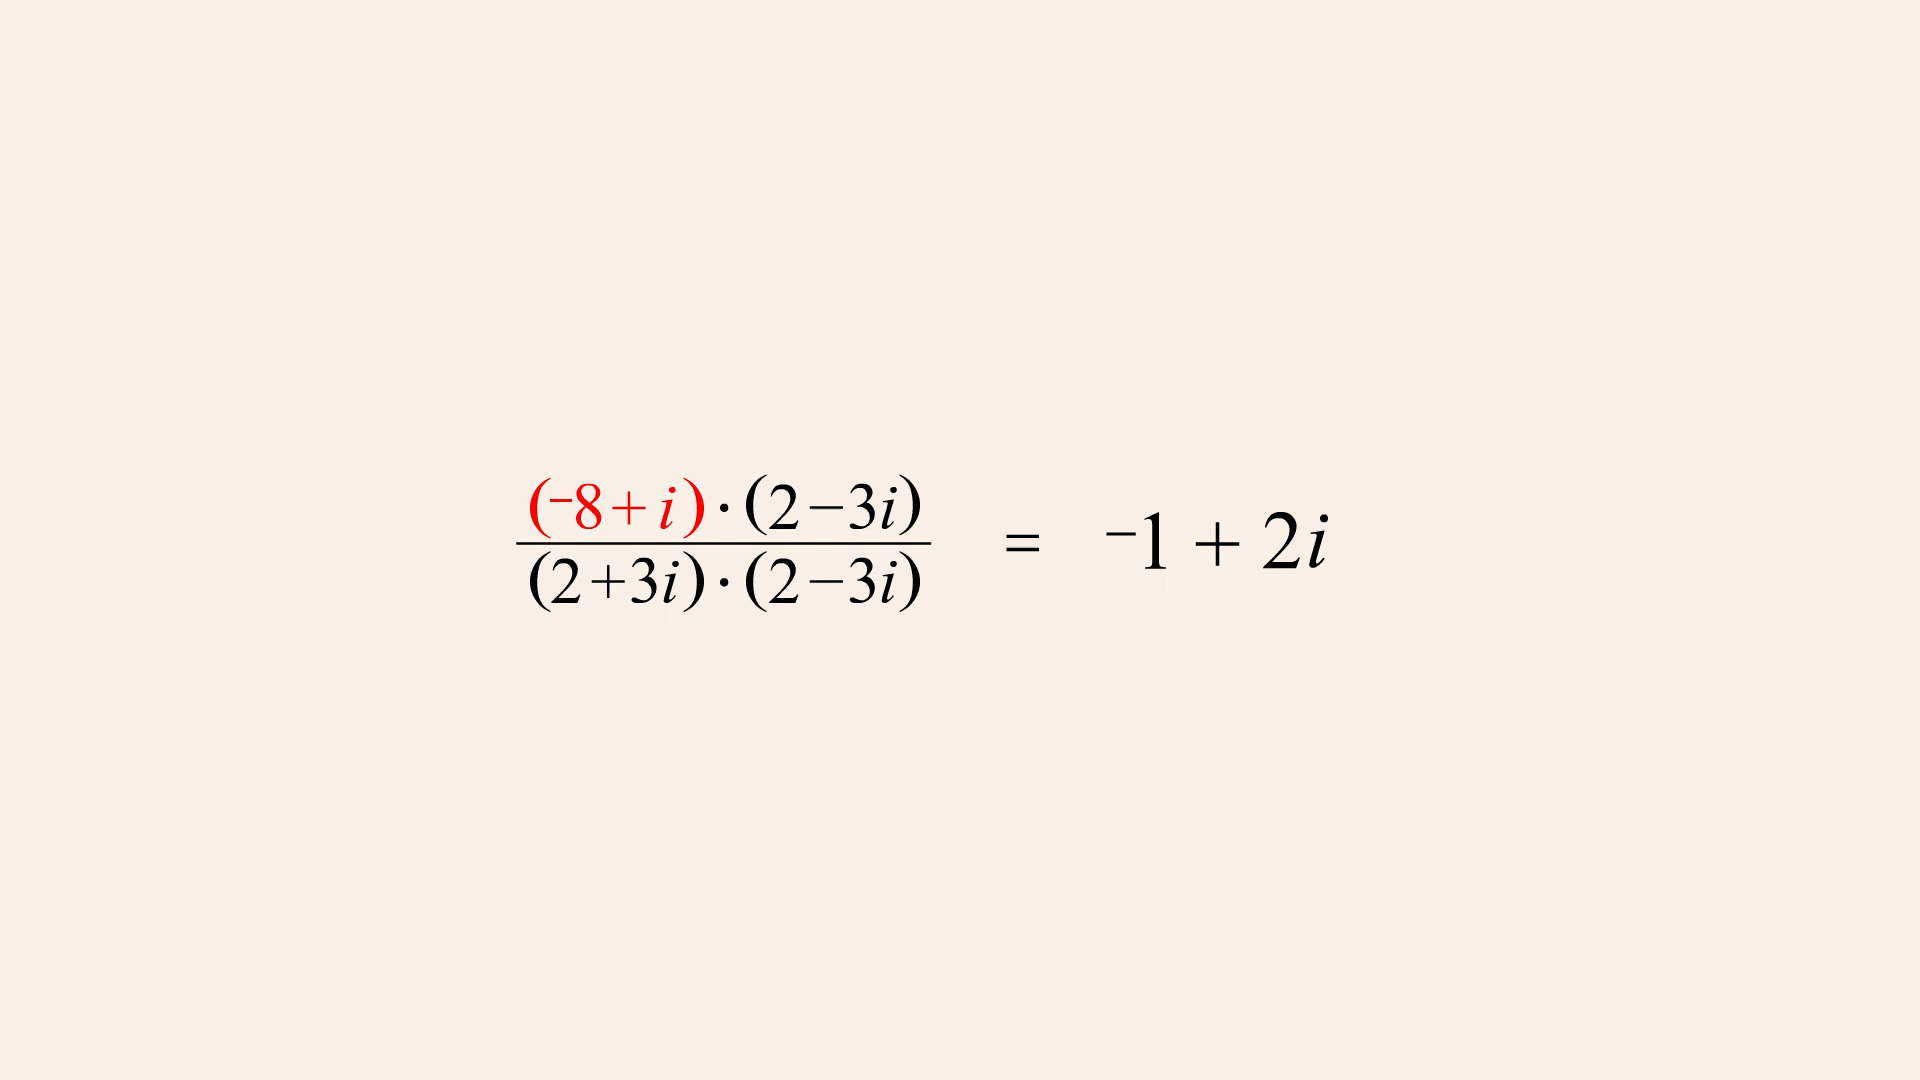 (⁻8 + i) · (2 − 3i)
(2 + 3i) · (2 − 3i)
= ⁻1 + 2i